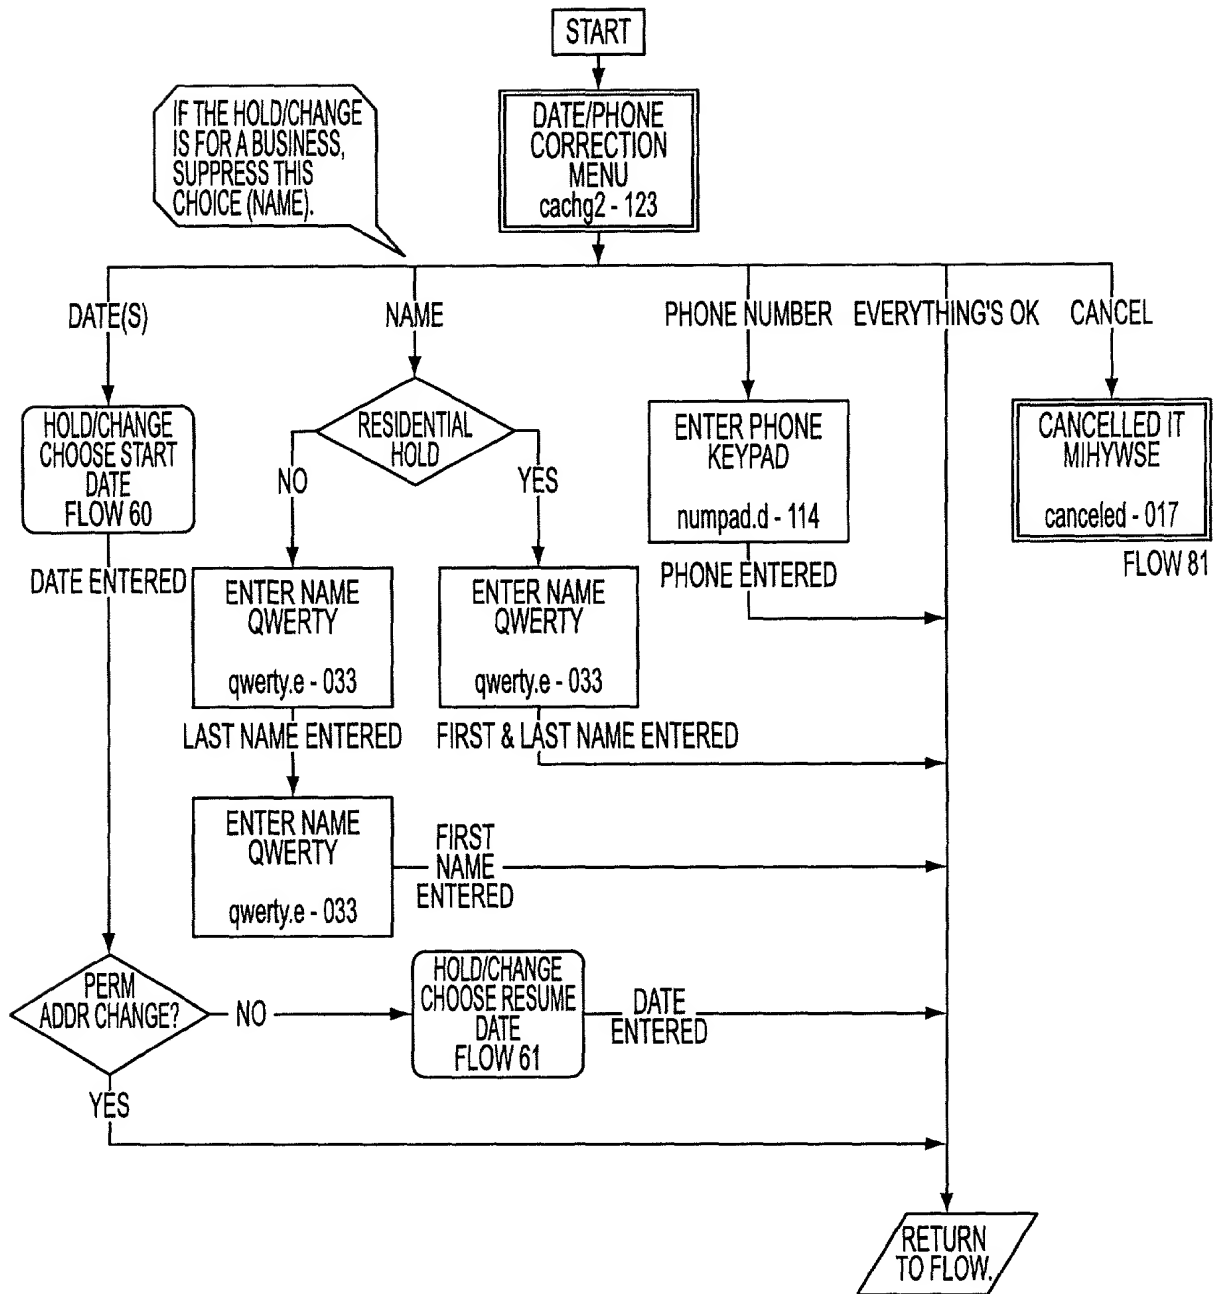 START
IF THE HOLD/CHANGE
IS FOR A BUSINESS,
SUPPRESS THIS
CHOICE (NAME).
DATE/PHONE
CORRECTION
MENU
cachg2 - 123
DATE(S)
NAME
PHONE NUMBER
EVERYTHING'S OK
CANCEL
HOLD/CHANGE
CHOOSE START
DATE
FLOW 60
RESIDENTIAL
HOLD
NO
YES
ENTER PHONE
KEYPAD
numpad.d - 114
CANCELLED IT
MIHYWSE
canceled - 017
FLOW 81
DATE ENTERED
PHONE ENTERED
ENTER NAME
QWERTY
qwerty.e - 033
ENTER NAME
QWERTY
qwerty.e - 033
LAST NAME ENTERED
FIRST & LAST NAME ENTERED
ENTER NAME
QWERTY
qwerty.e - 033
FIRST
NAME
ENTERED
PERM
ADDR CHANGE?
NO
HOLD/CHANGE
CHOOSE RESUME
DATE
FLOW 61
DATE
ENTERED
YES
RETURN
TO FLOW.